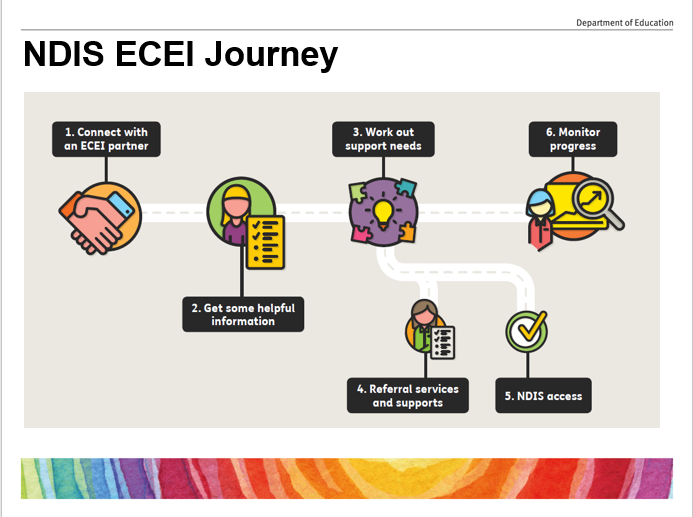 Department of Education
NDIS ECEI Journey
1. Connect with
an ECEI partner
2. Get some helpful
information
3. Work out
support needs
4. Referral services
and supports
5. NDIS access
6. Monitor
progress